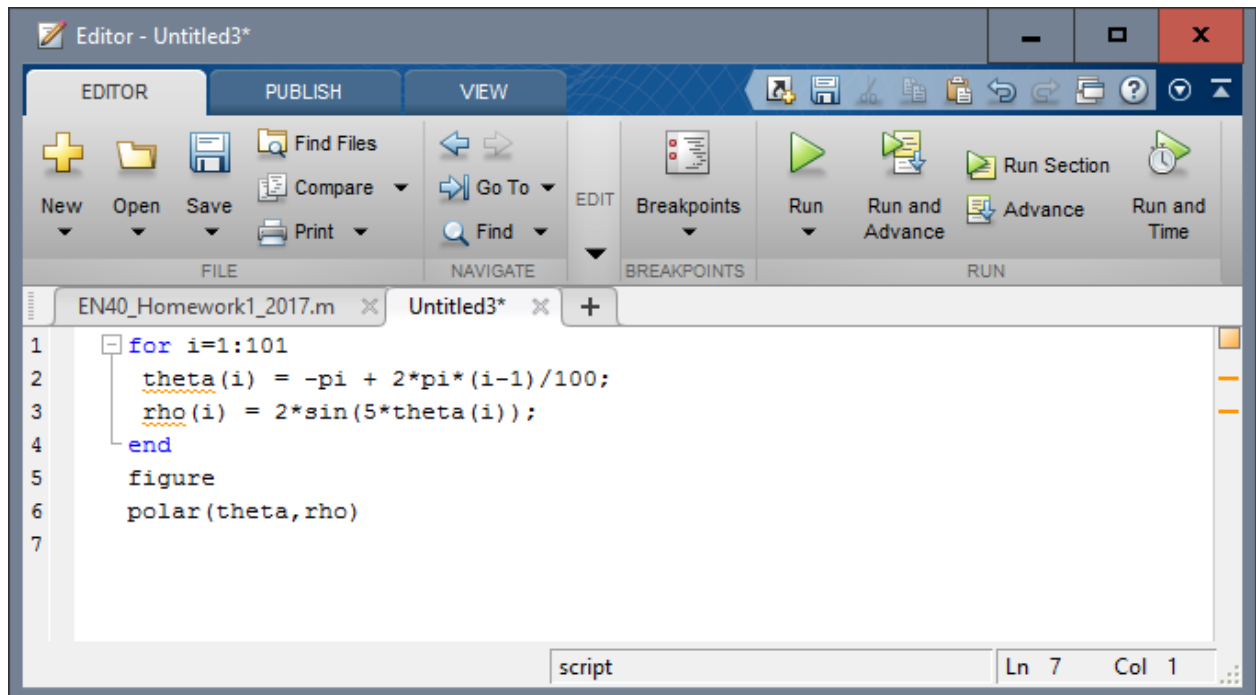 Editor - Untitled3*
EDITOR PUBLISH VIEW
New Open Save Find Files Compare Print
FILE
Go To Find
NAVIGATE
EDIT
Breakpoints
BREAKPOINTS
Run Run and Advance Run Section Advance Run and Time
RUN
EN40_Homework1_2017.m Untitled3* +
1 for i=1:101
2 theta(i) = -pi + 2*pi*(i-1)/100;
3 rho(i) = 2*sin(5*theta(i));
4 end
5 figure
6 polar(theta,rho)
7
script Ln 7 Col 1